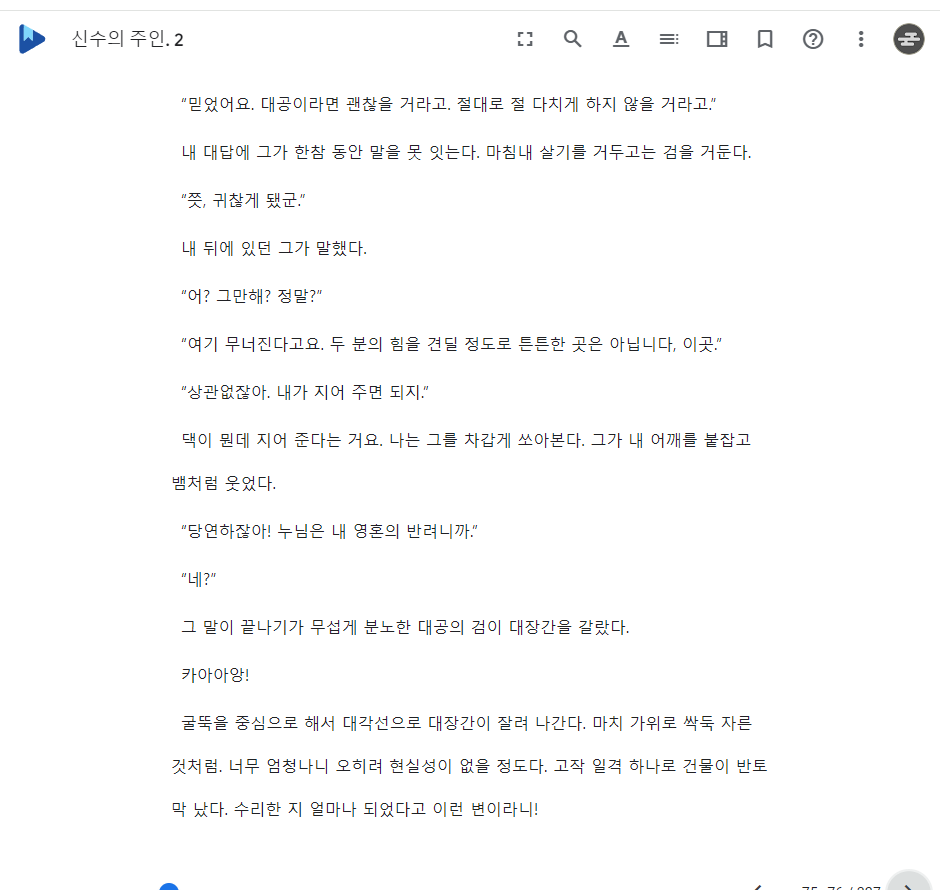 신수의 주인. 2
A
“믿었어요. 대공이라면 괜찮을 거라고. 절대로 절 다치게 하지 않을 거라고.”
내 대답에 그가 한참 동안 말을 못 잇는다. 마침내 살기를 거두고는 검을 거둔다.
“쯧, 귀찮게 됐군.”
내 뒤에 있던 그가 말했다.
“어? 그만해? 정말?”
“여기 무너진다고요. 두 분의 힘을 견딜 정도로 튼튼한 곳은 아닙니다, 이곳.”
“상관없잖아. 내가 지어 주면 되지.”
댁이 뭔데 지어 준다는 거요. 나는 그를 차갑게 쏘아본다. 그가 내 어깨를 붙잡고
뱀처럼 웃었다.
“당연하잖아! 누님은 내 영혼의 반려니까.”
“네?”
그 말이 끝나기가 무섭게 분노한 대공의 검이 대장간을 갈랐다.
카아아앙!
굴뚝을 중심으로 해서 대각선으로 대장간이 잘려 나간다. 마치 가위로 싹둑 자른
것처럼. 너무 엄청나니 오히려 현실성이 없을 정도다. 고작 일격 하나로 건물이 반토
막 났다. 수리한 지 얼마나 되었다고 이런 변이라니!